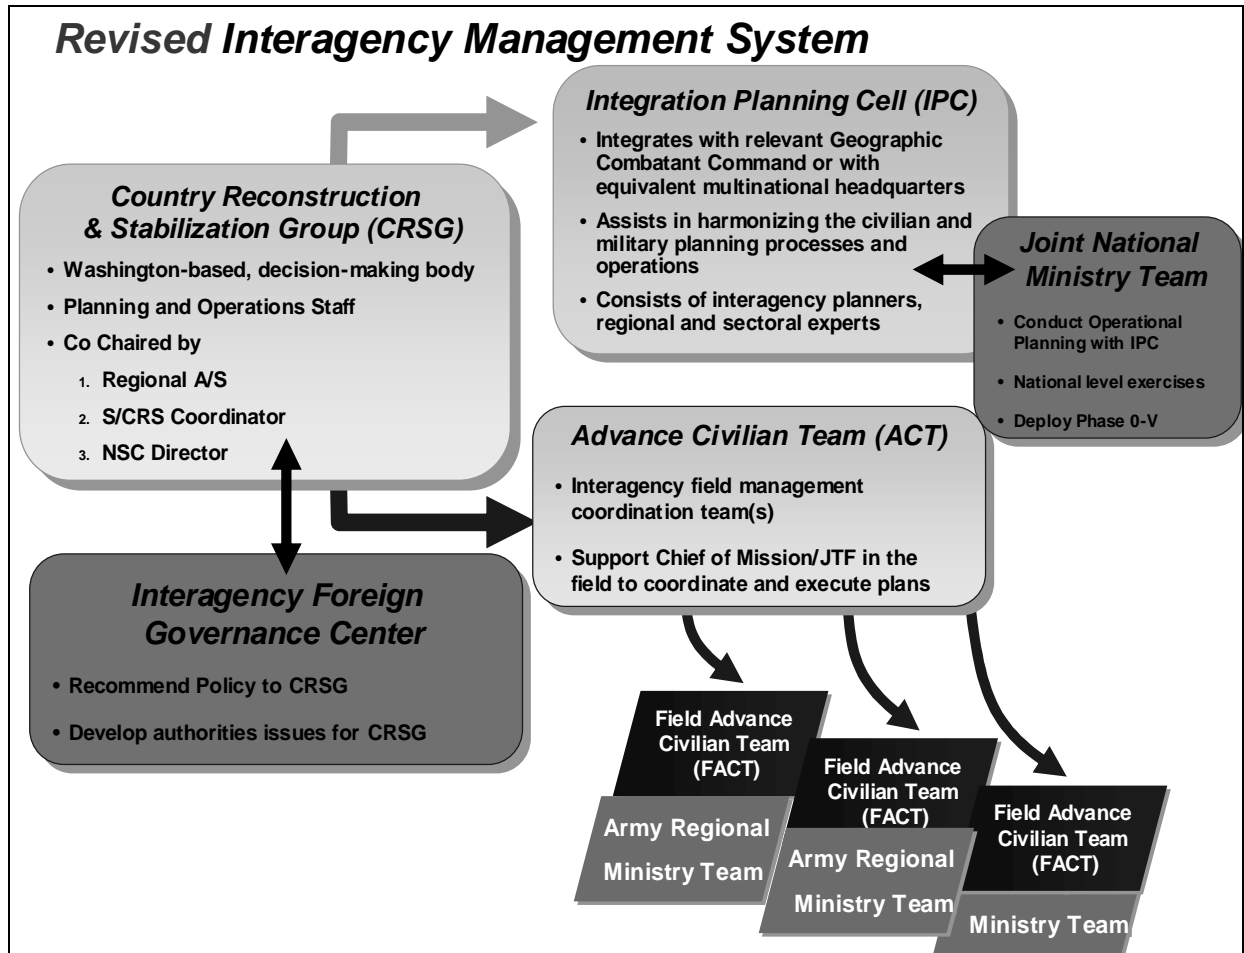 Revised Interagency Management System
Integration Planning Cell (IPC)
• Integrates with relevant Geographic
Combatant Command or with
equivalent multinational headquarters
• Assists in harmonizing the civilian and
military planning processes and
operations
• Consists of interagency planners,
regional and sectoral experts
Country Reconstruction
& Stabilization Group (CRSG)
• Washington-based, decision-making body
• Planning and Operations Staff
• Co Chaired by
1. Regional A/S
2. S/CRS Coordinator
3. NSC Director
Joint National
Ministry Team
• Conduct Operational
Planning with IPC
• National level exercises
• Deploy Phase 0-V
Advance Civilian Team (ACT)
• Interagency field management
coordination team(s)
• Support Chief of Mission/JTF in the
field to coordinate and execute plans
Interagency Foreign
Governance Center
• Recommend Policy to CRSG
• Develop authorities issues for CRSG
Field Advance
Civilian Team
(FACT)
Army Regional
Ministry Team
Field Advance
Civilian Team
(FACT)
Army Regional
Ministry Team
Field Advance
Civilian Team
(FACT)
Ministry Team